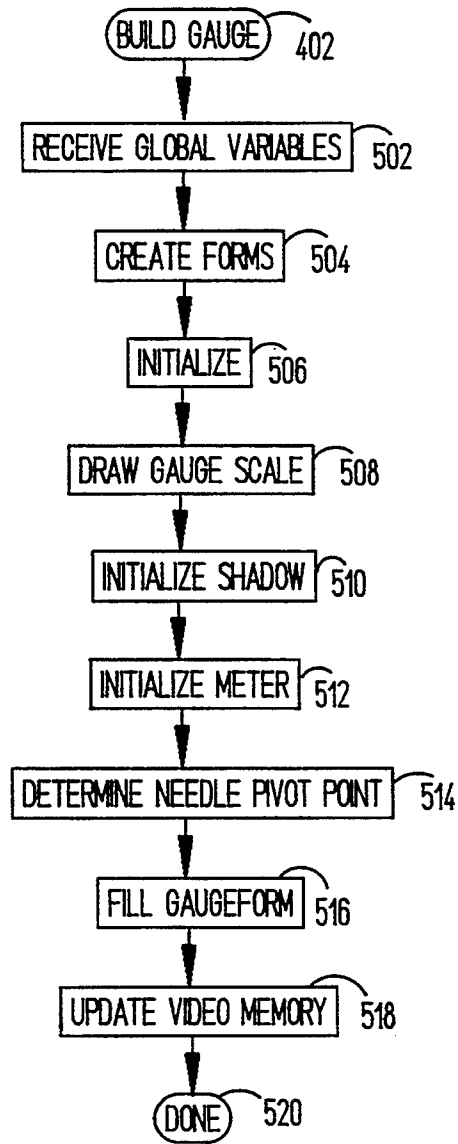 BUILD GAUGE
402
RECEIVE GLOBAL VARIABLES
502
CREATE FORMS
504
INITIALIZE
506
DRAW GAUGE SCALE
508
INITIALIZE SHADOW
510
INITIALIZE METER
512
DETERMINE NEEDLE PIVOT POINT
514
FILL GAUGEFORM
516
UPDATE VIDEO MEMORY
518
DONE
520